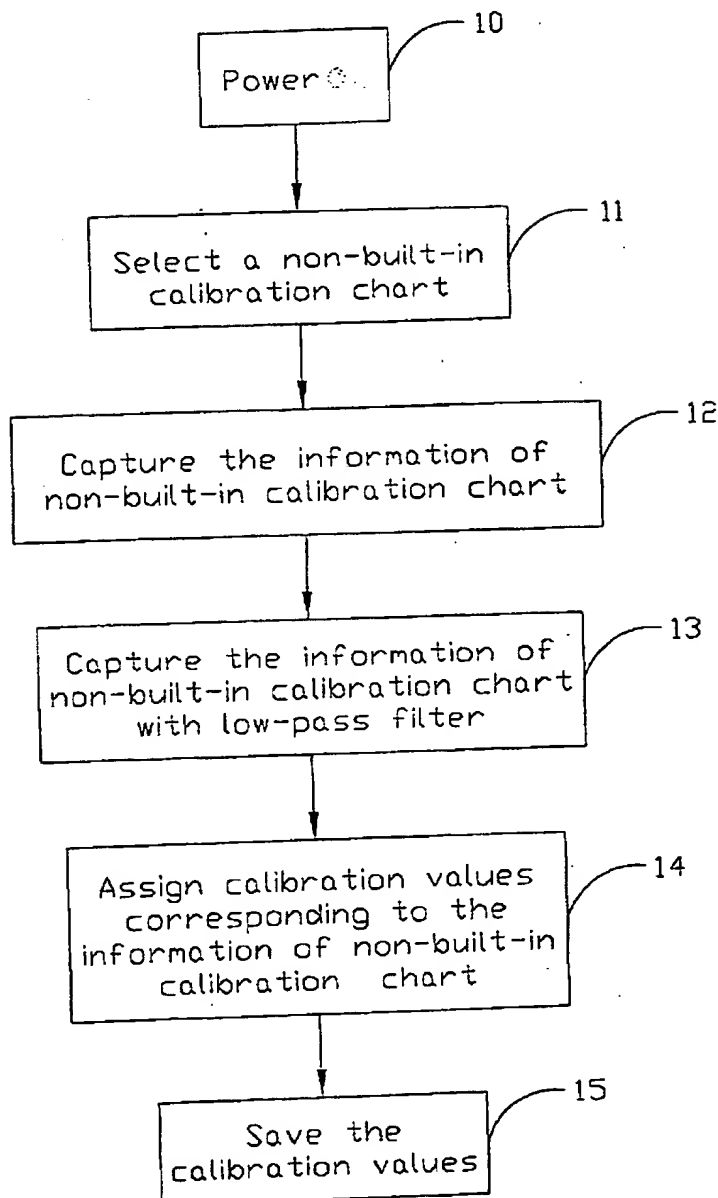 10
Power
11
Select a non-built-in
calibration chart
12
Capture the information of
non-built-in calibration chart
13
Capture the information of
non-built-in calibration chart
with low-pass filter
14
Assign calibration values
corresponding to the
information of non-built-in
calibration chart
15
Save the
calibration values